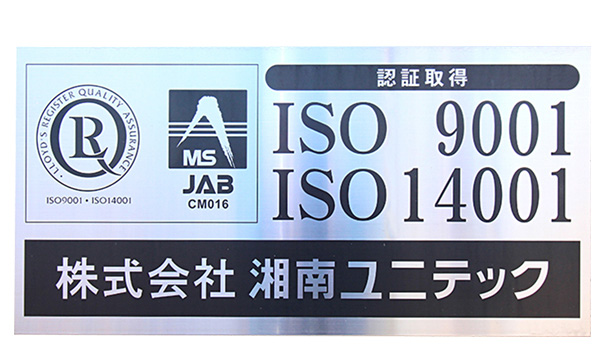 LLOYD'S REGISTER QUALITY ASSURANCE
LRQ
ISO9001 • ISO14001
MS
JAB
CM016
認証取得
ISO 9001
ISO 14001
株式会社 湘南ユニテック